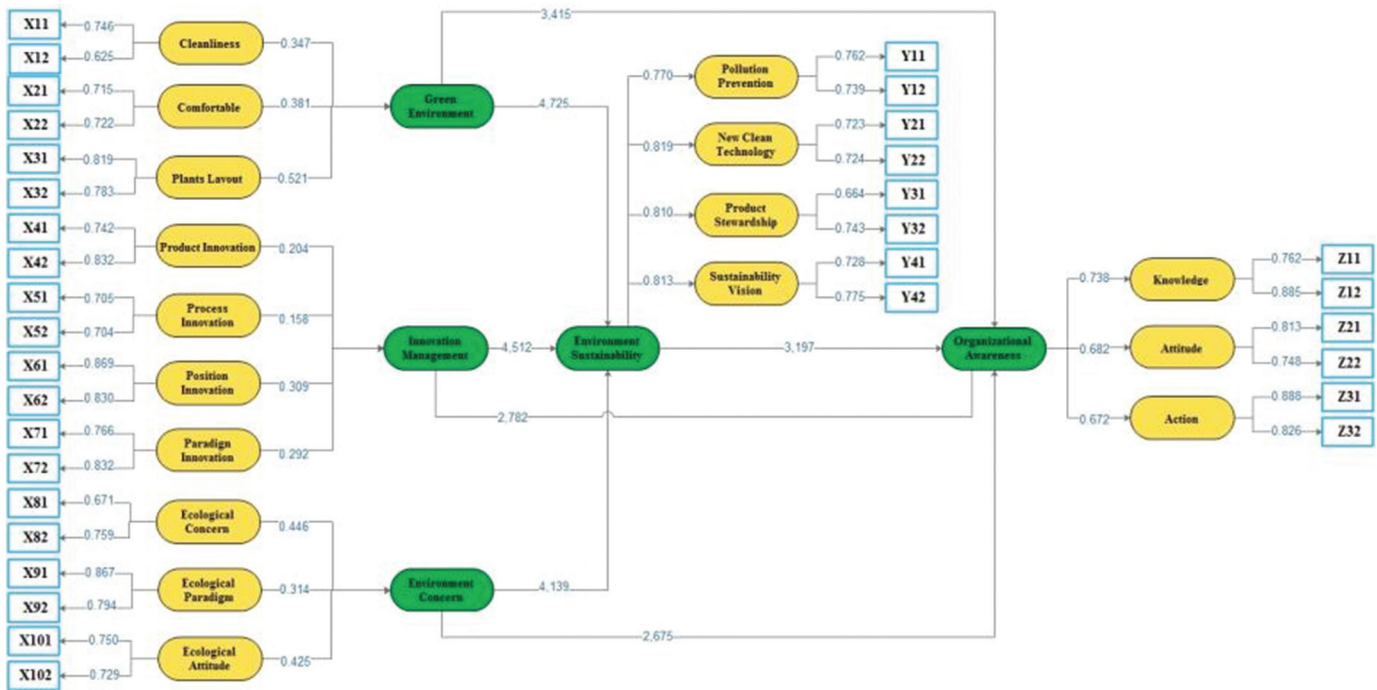 X11
0.746
X12
0.625
Cleanliness
0.347
X21
0.715
X22
0.722
Comfortable
0.381
X31
0.819
X32
0.783
Plants Lavout
0.521
X41
0.742
X42
0.832
Product Innovation
0.204
X51
0.705
X52
0.704
Process
Innovation
0.158
X61
0.869
X62
0.830
Position
Innovation
0.309
X71
0.766
X72
0.832
Paradign
Innovation
0.292
X81
0.671
X82
0.759
Ecological
Concern
0.446
X91
0.867
X92
0.794
Ecological
Paradigm
0.314
X101
0.750
X102
0.729
Ecological
Attitude
0.425
Green
Environment
3,415
4,725
Innovation
Management
4,512
2,782
Environment
Concern
4,139
2,675
Environment
Sustainability
3,197
0.770
Pollution
Prevention
0.762
Y11
0.739
Y12
0.819
New Clean
Technology
0.723
Y21
0.724
Y22
0.810
Product
Stewardship
0.664
Y31
0.743
Y32
0.813
Sustainability
Vision
0.728
Y41
0.775
Y42
Organizational
Awareness
0.738
Knowledge
0.762
Z11
0.885
Z12
0.682
Attitude
0.813
Z21
0.748
Z22
0.672
Action
0.888
Z31
0.826
Z32